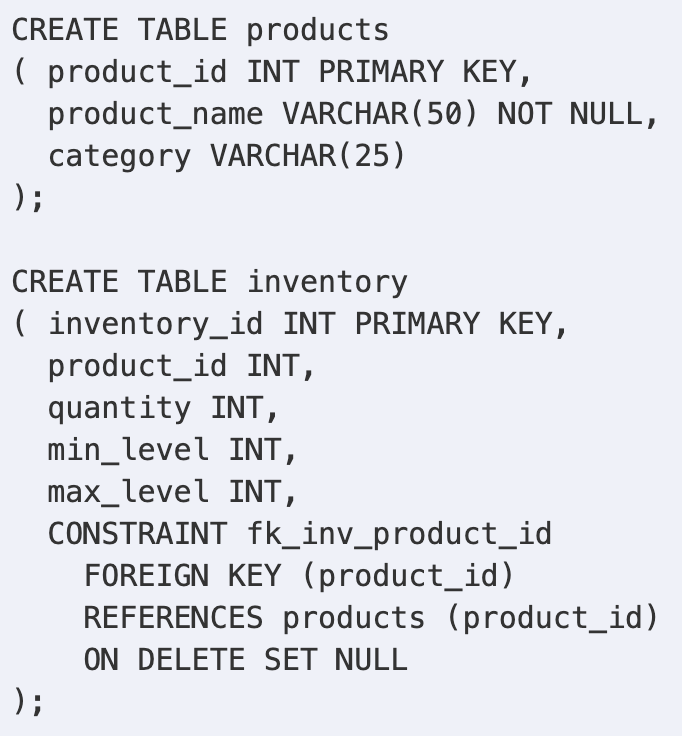 CREATE TABLE products
( product_id INT PRIMARY KEY,
  product_name VARCHAR(50) NOT NULL,
  category VARCHAR(25)
);

CREATE TABLE inventory
( inventory_id INT PRIMARY KEY,
  product_id INT,
  quantity INT,
  min_level INT,
  max_level INT,
  CONSTRAINT fk_inv_product_id
    FOREIGN KEY (product_id)
    REFERENCES products (product_id)
    ON DELETE SET NULL
);